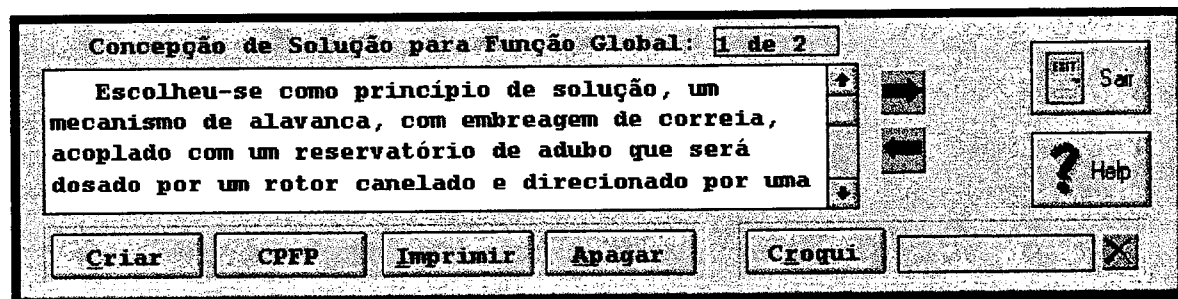 Concepção de Solução para Função Global: 1 de 2
Escolheu-se como princípio de solução, um
mecanismo de alavanca, com embreagem de correia,
acoplado com um reservatório de adubo que será
dosado por um rotor canelado e direcionado por uma
EXIT
Sair
Help
Criar
CPFP
Imprimir
Apagar
Croqui